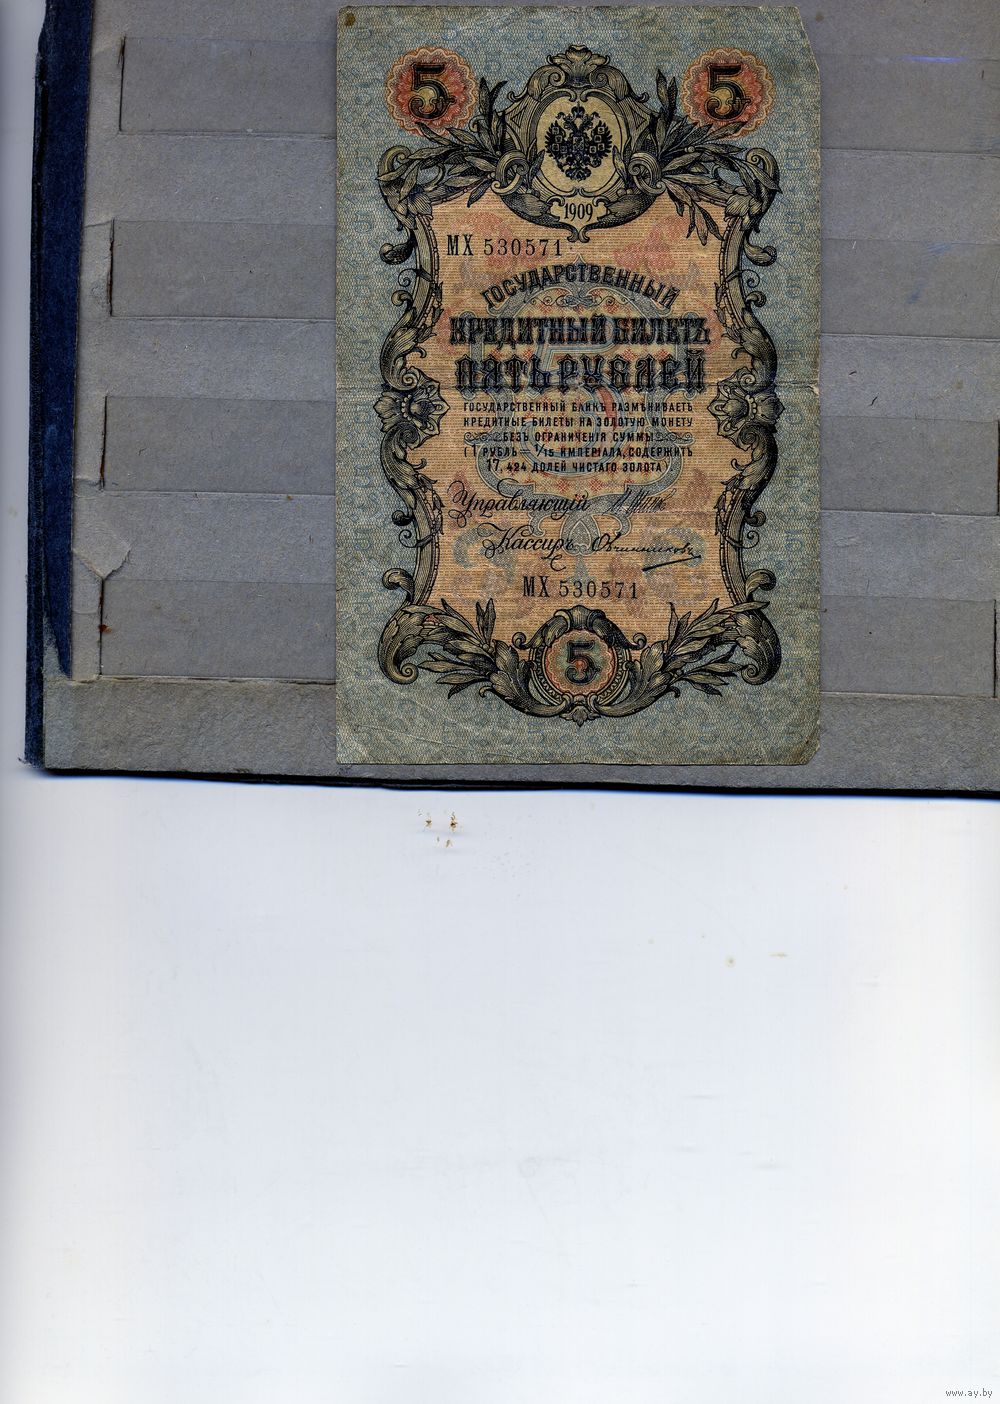 5 5
1909
МХ 530571
ГОСУДАРСТВЕННЫЙ
КРЕДИТНЫЙ БИЛЕТЪ
ПЯТЬ РУБЛЕЙ
ГОСУДАРСТВЕННЫЙ БАНКЪ РАЗМѢНИВАЕТЪ
КРЕДИТНЫЕ БИЛЕТЫ НА ЗОЛОТУЮ МОНЕТУ
БЕЗЪ ОГРАНИЧЕНІЯ СУММЫ
(1 РУБЛЬ = 1/15 ИМПЕРІАЛА, СОДЕРЖИТЪ
17,424 ДОЛЕЙ ЧИСТАГО ЗОЛОТА)
Управляющій
Кассиръ Овчинниковъ
МХ 530571
5
www.ay.by